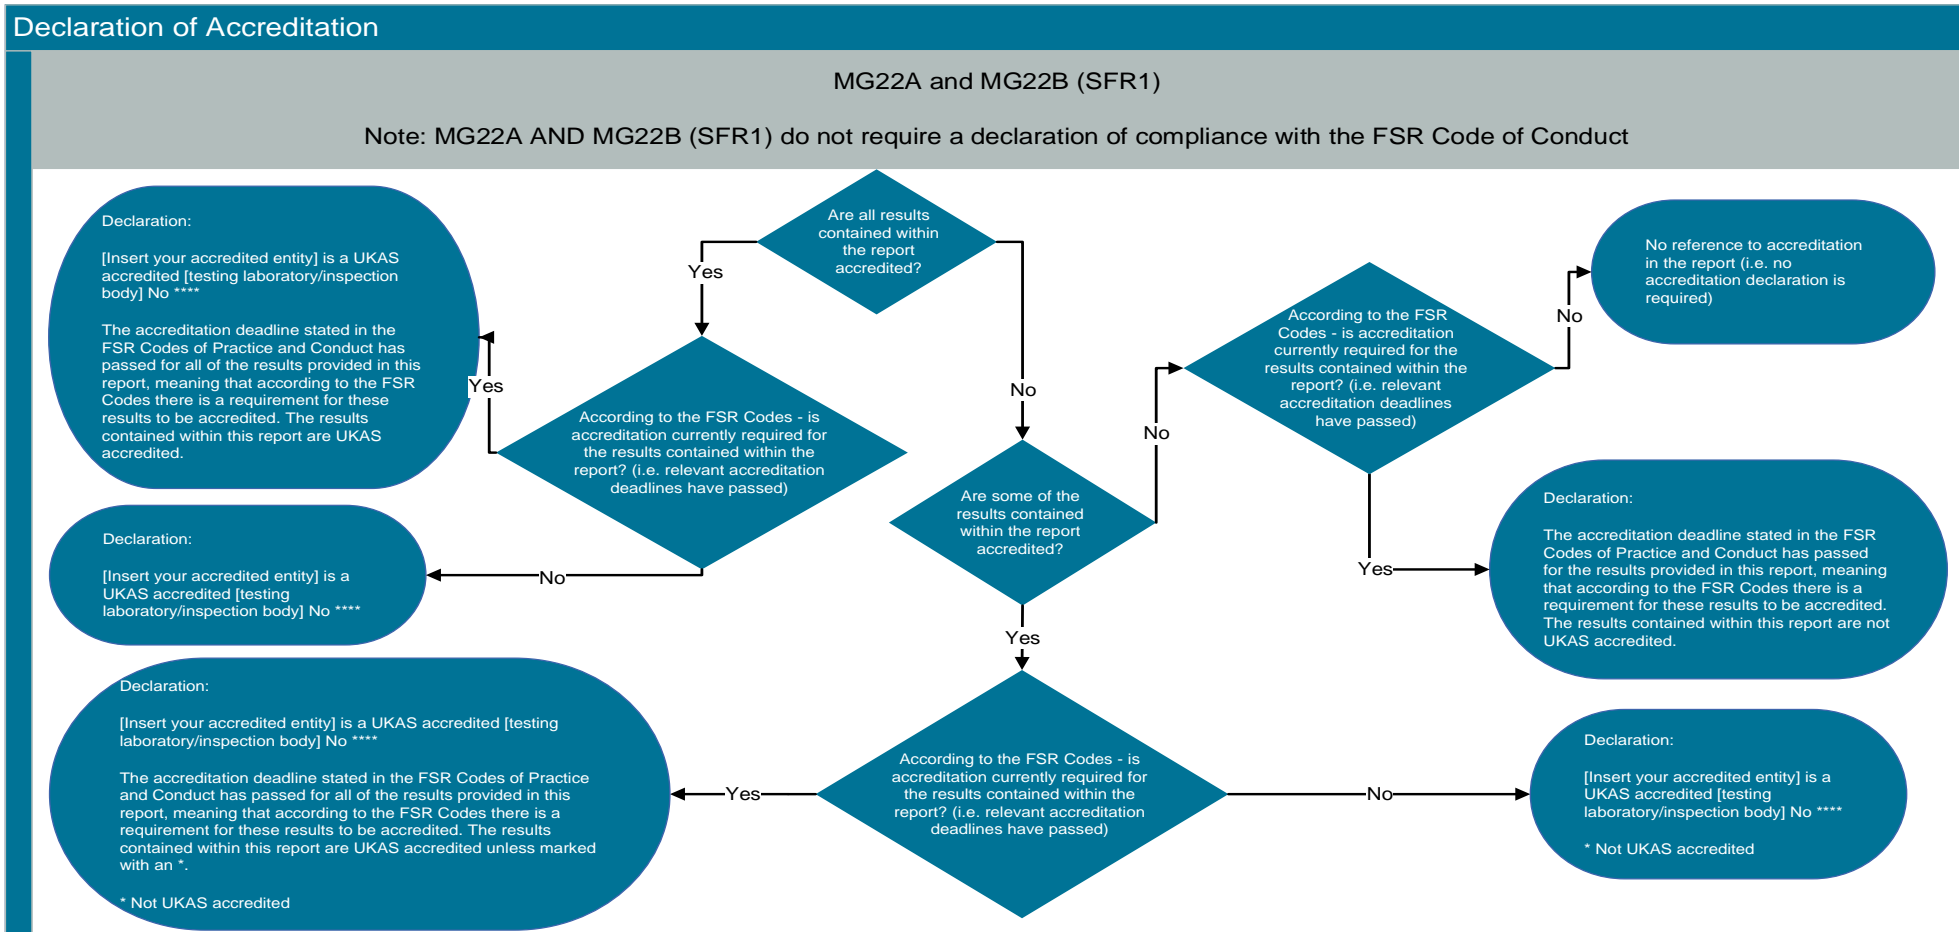 Declaration of Accreditation
MG22A and MG22B (SFR1)
Note: MG22A AND MG22B (SFR1) do not require a declaration of compliance with the FSR Code of Conduct
Are all results
contained within
the report
accredited?
Yes
No
Declaration:
[Insert your accredited entity] is a UKAS
accredited [testing laboratory/inspection
body] No ****
The accreditation deadline stated in the
FSR Codes of Practice and Conduct has
passed for all of the results provided in this
report, meaning that according to the FSR
Codes there is a requirement for these
results to be accredited. The results
contained within this report are UKAS
accredited.
Yes
According to the FSR Codes - is
accreditation currently required for
the results contained within the
report? (i.e. relevant accreditation
deadlines have passed)
No
Declaration:
[Insert your accredited entity] is a
UKAS accredited [testing
laboratory/inspection body] No ****
Are some of the
results contained
within the report
accredited?
No
Yes
According to the FSR
Codes - is accreditation
currently required for the
results contained within the
report? (i.e. relevant
accreditation deadlines
have passed)
No
No reference to accreditation
in the report (i.e. no
accreditation declaration is
required)
Yes
Declaration:
The accreditation deadline stated in the FSR
Codes of Practice and Conduct has passed
for the results provided in this report, meaning
that according to the FSR Codes there is a
requirement for these results to be accredited.
The results contained within this report are not
UKAS accredited.
Declaration:
[Insert your accredited entity] is a UKAS accredited [testing
laboratory/inspection body] No ****
The accreditation deadline stated in the FSR Codes of Practice
and Conduct has passed for all of the results provided in this
report, meaning that according to the FSR Codes there is a
requirement for these results to be accredited. The results
contained within this report are UKAS accredited unless marked
with an *.
* Not UKAS accredited
Yes
According to the FSR Codes - is
accreditation currently required for
the results contained within the
report? (i.e. relevant accreditation
deadlines have passed)
No
Declaration:
[Insert your accredited entity] is a
UKAS accredited [testing
laboratory/inspection body] No ****
* Not UKAS accredited